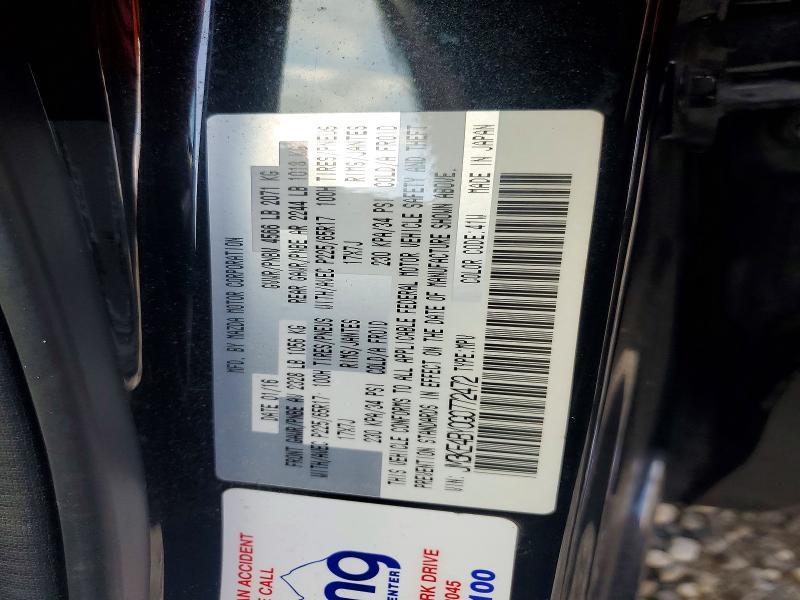 MFD. BY MAZDA MOTOR CORPORATION
DATE: 01/16 GVWR/PNBV 4566 LB 2071 KG
FRONT GAWR/PNBE AV 2328 LB 1056 KG REAR GAWR/PNBE AR 2244 LB 1018 KG
WITH/AVEC P225/65R17 100H TIRES/PNEUS WITH/AVEC P225/65R17 100H TIRES/PNEUS
17X7J RIMS/JANTES 17X7J RIMS/JANTES
230 KPA/34 PSI COLD/A FROID 230 KPA/34 PSI COLD/A FROID
THIS VEHICLE CONFORMS TO ALL APPLICABLE FEDERAL MOTOR VEHICLE SAFETY AND THEFT
PREVENTION STANDARDS IN EFFECT ON THE DATE OF MANUFACTURE SHOWN ABOVE.
VIN: TYPE:MPV COLOR CODE:41W MADE IN JAPAN
AN ACCIDENT
CALL
ng
ENTER
RK DRIVE
045
100